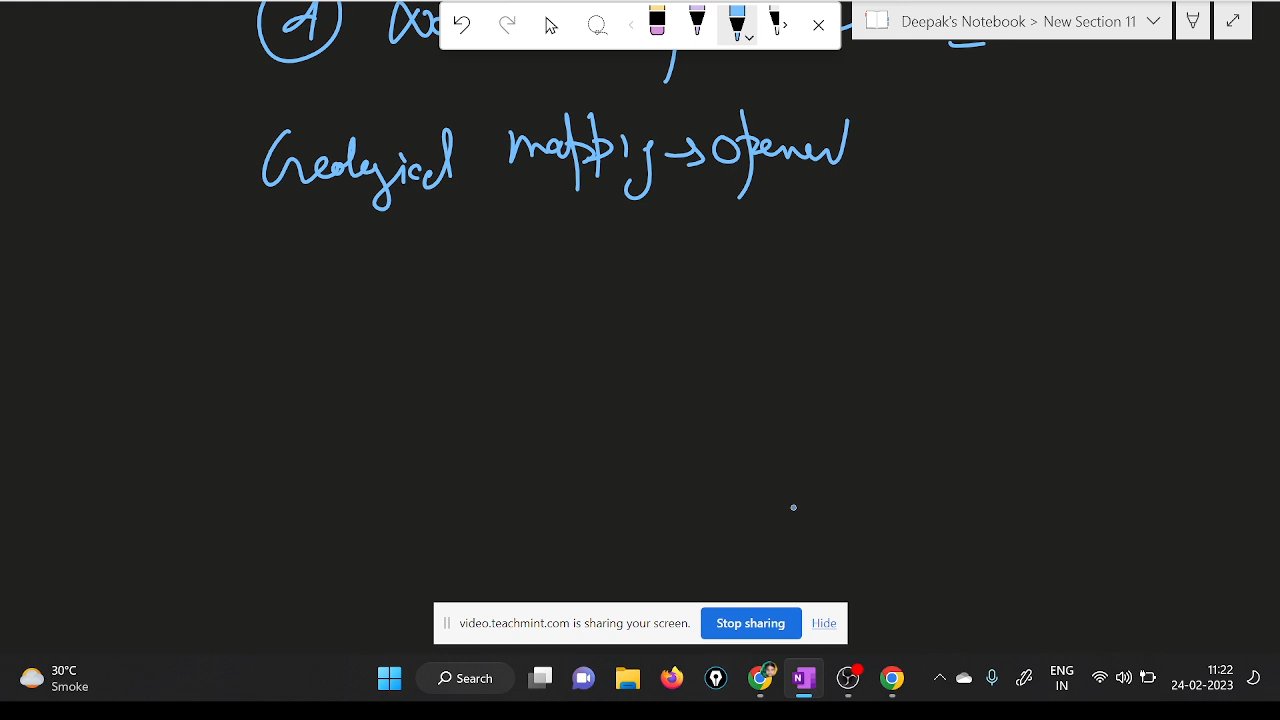 A
Deepak's Notebook > New Section 11
Geological mapping → opened
video.teachmint.com is sharing your screen.
Stop sharing
Hide
30°C
Smoke
Search
ENG
IN
11:22
24-02-2023